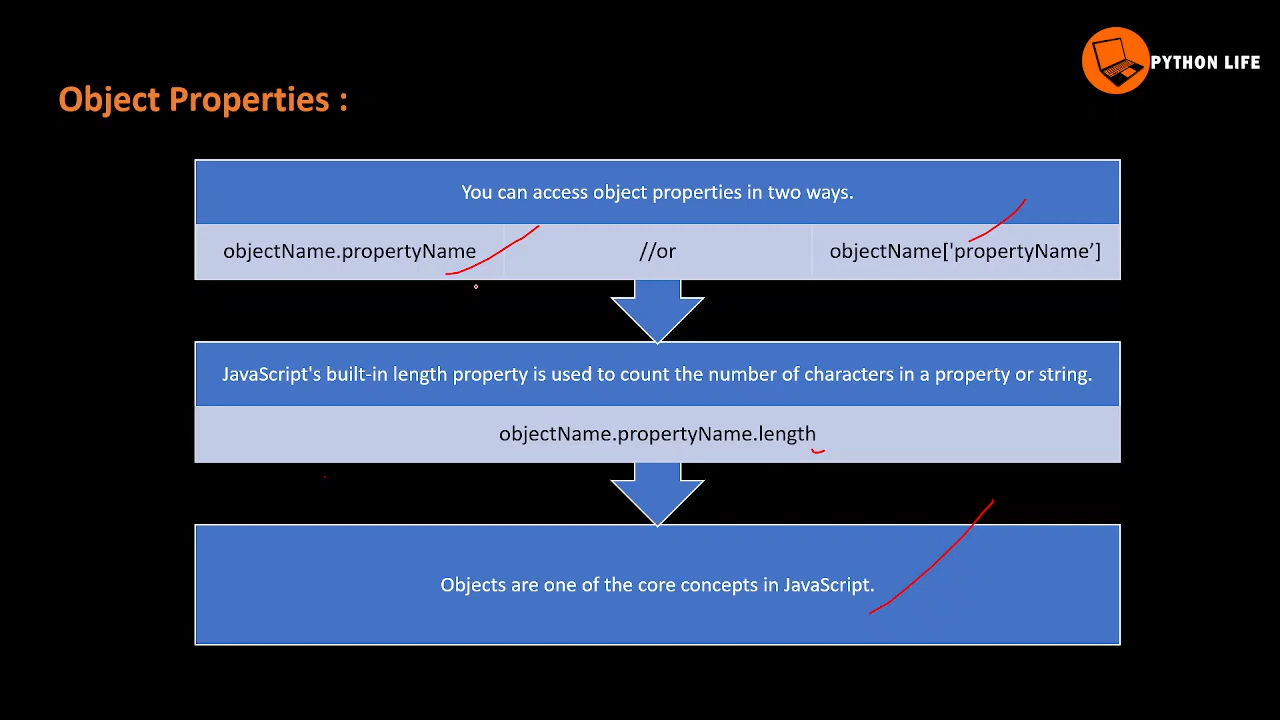 PYTHON LIFE
Object Properties :
You can access object properties in two ways.
objectName.propertyName
//or
objectName['propertyName’]
JavaScript's built-in length property is used to count the number of characters in a property or string.
objectName.propertyName.length
Objects are one of the core concepts in JavaScript.